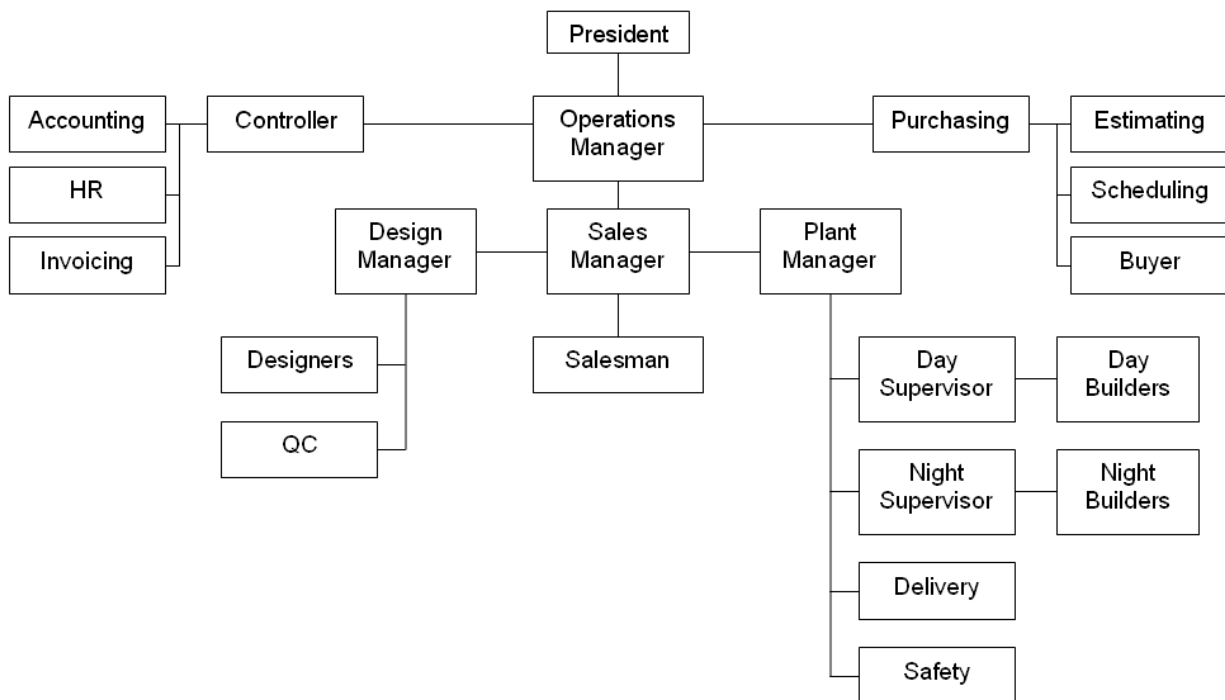 President
Accounting
Controller
Operations
Manager
Purchasing
Estimating
HR
Scheduling
Design
Manager
Sales
Manager
Plant
Manager
Invoicing
Buyer
Designers
Salesman
Day
Supervisor
Day
Builders
QC
Night
Supervisor
Night
Builders
Delivery
Safety